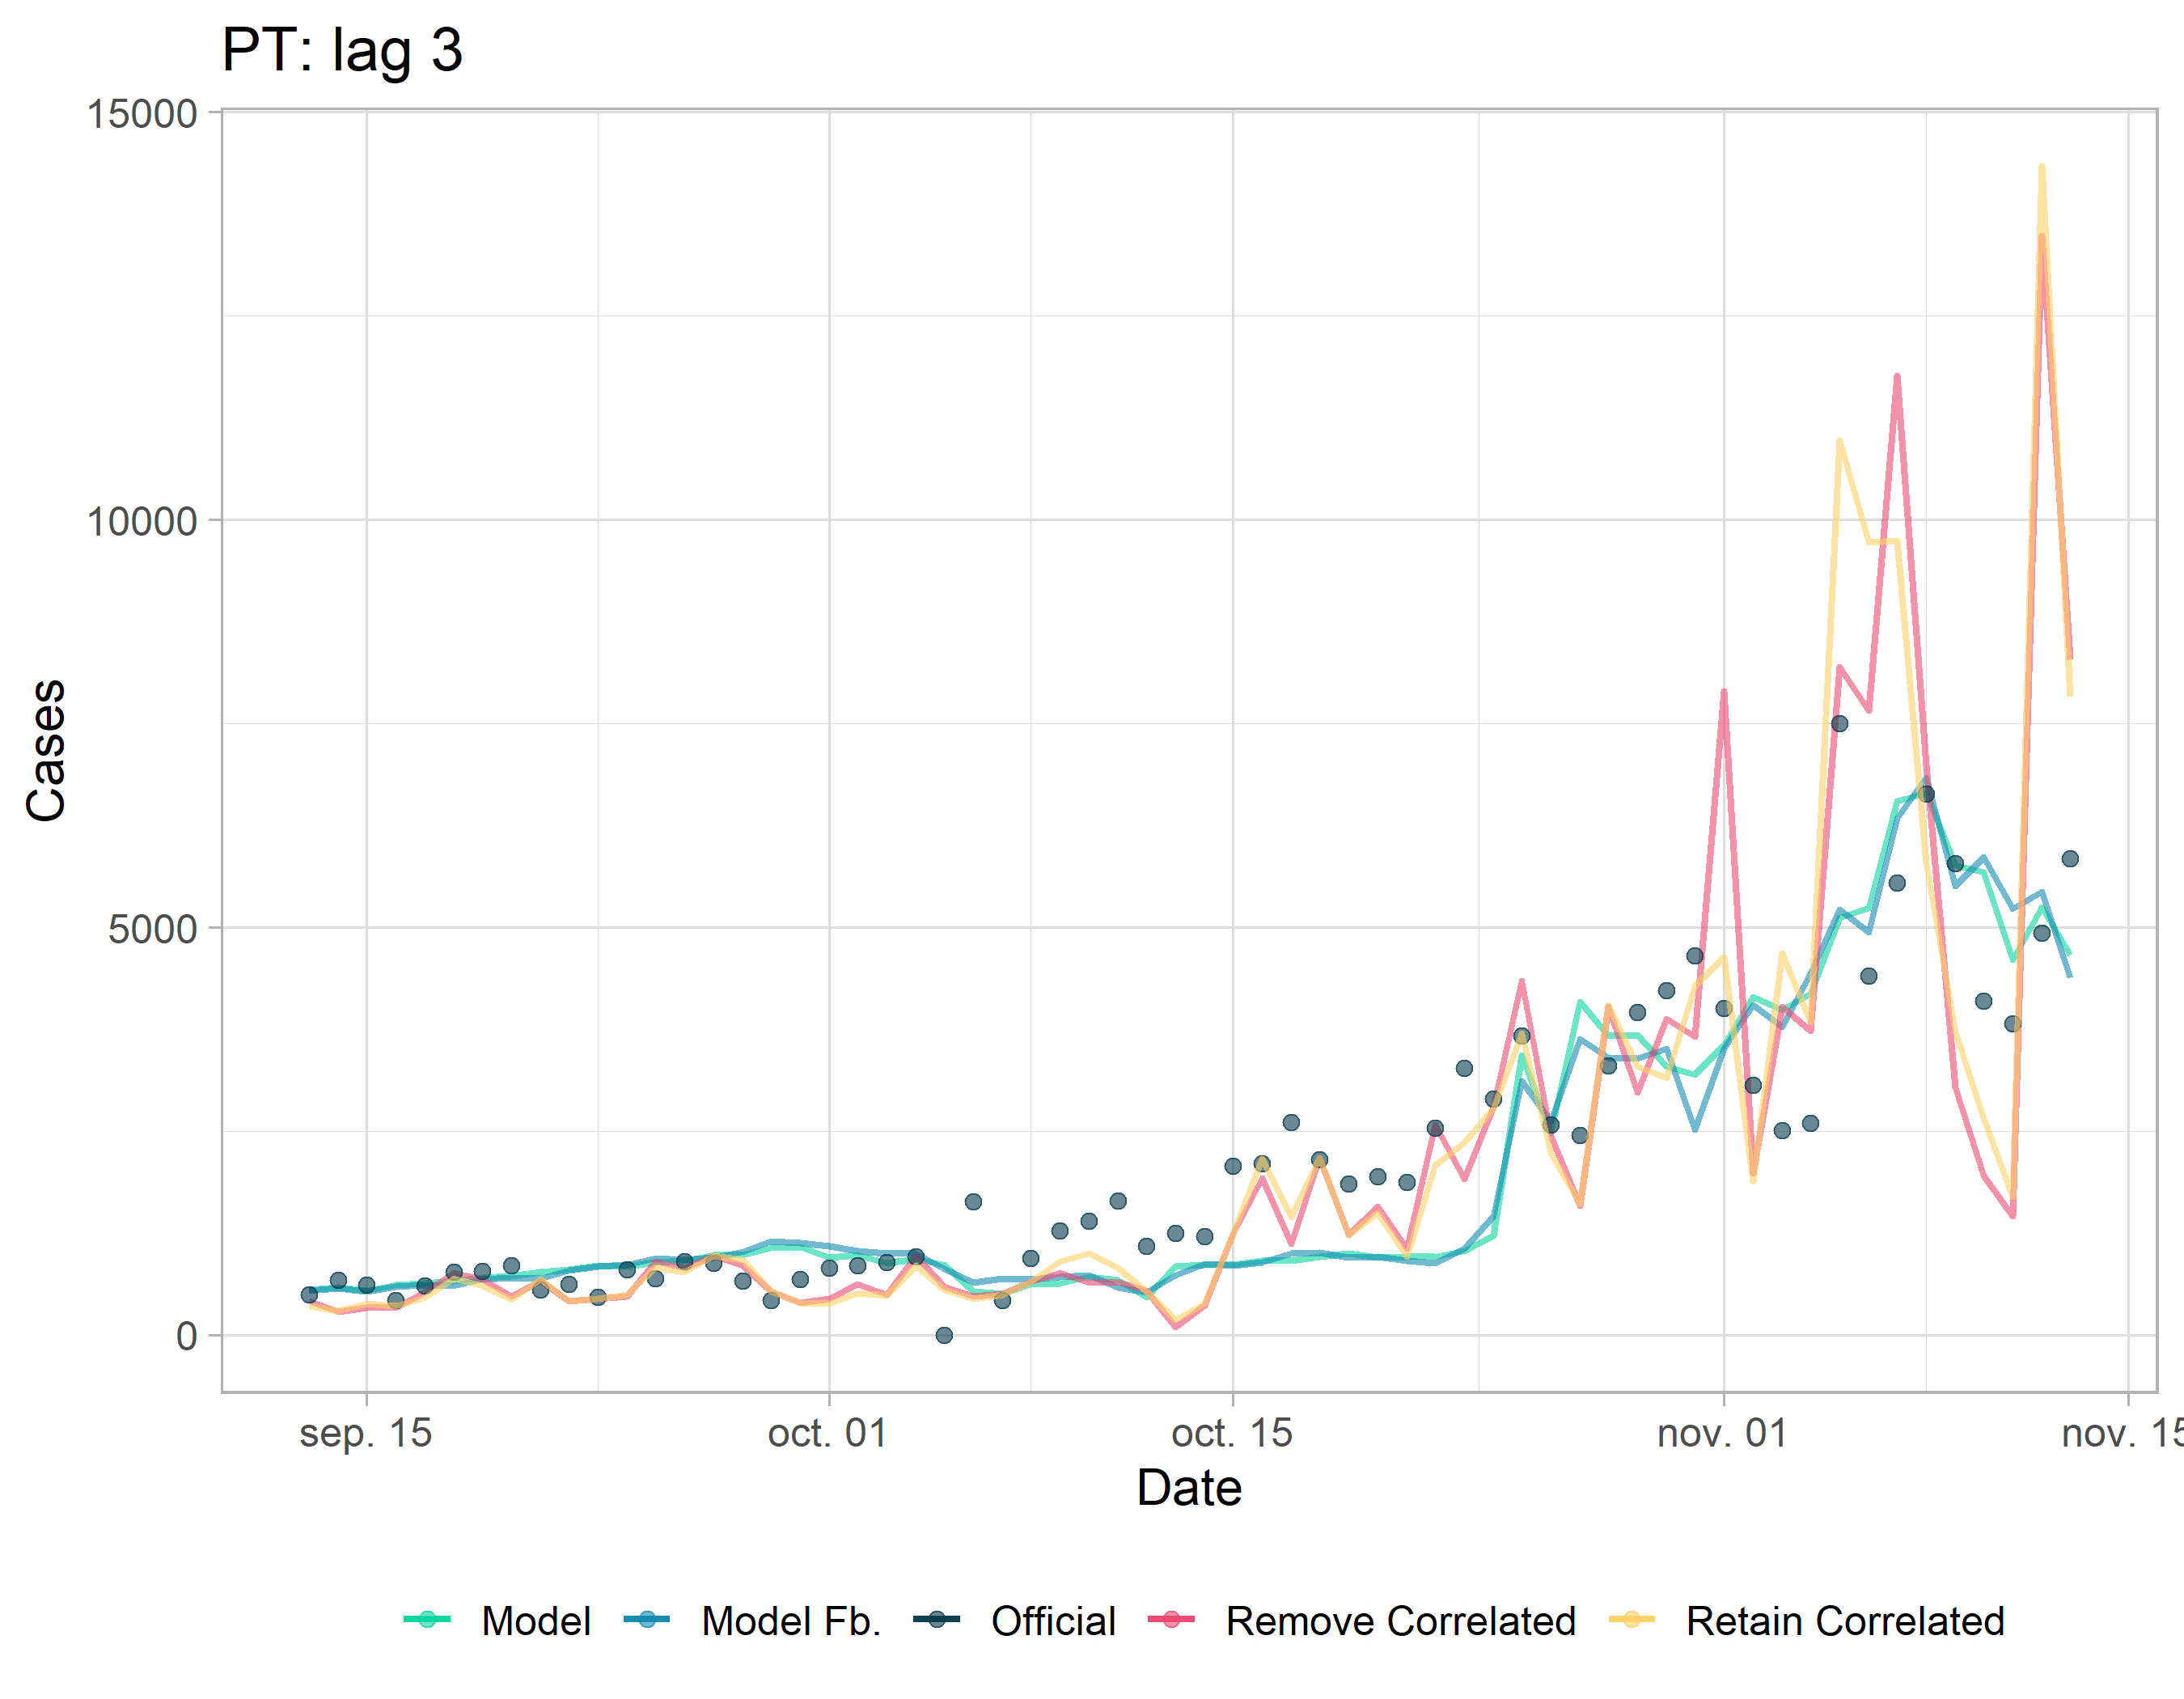 PT: lag 3
15000
10000
5000
0
Cases
sep. 15 oct. 01 oct. 15 nov. 01 nov. 15
Date
Model Model Fb. Official Remove Correlated Retain Correlated